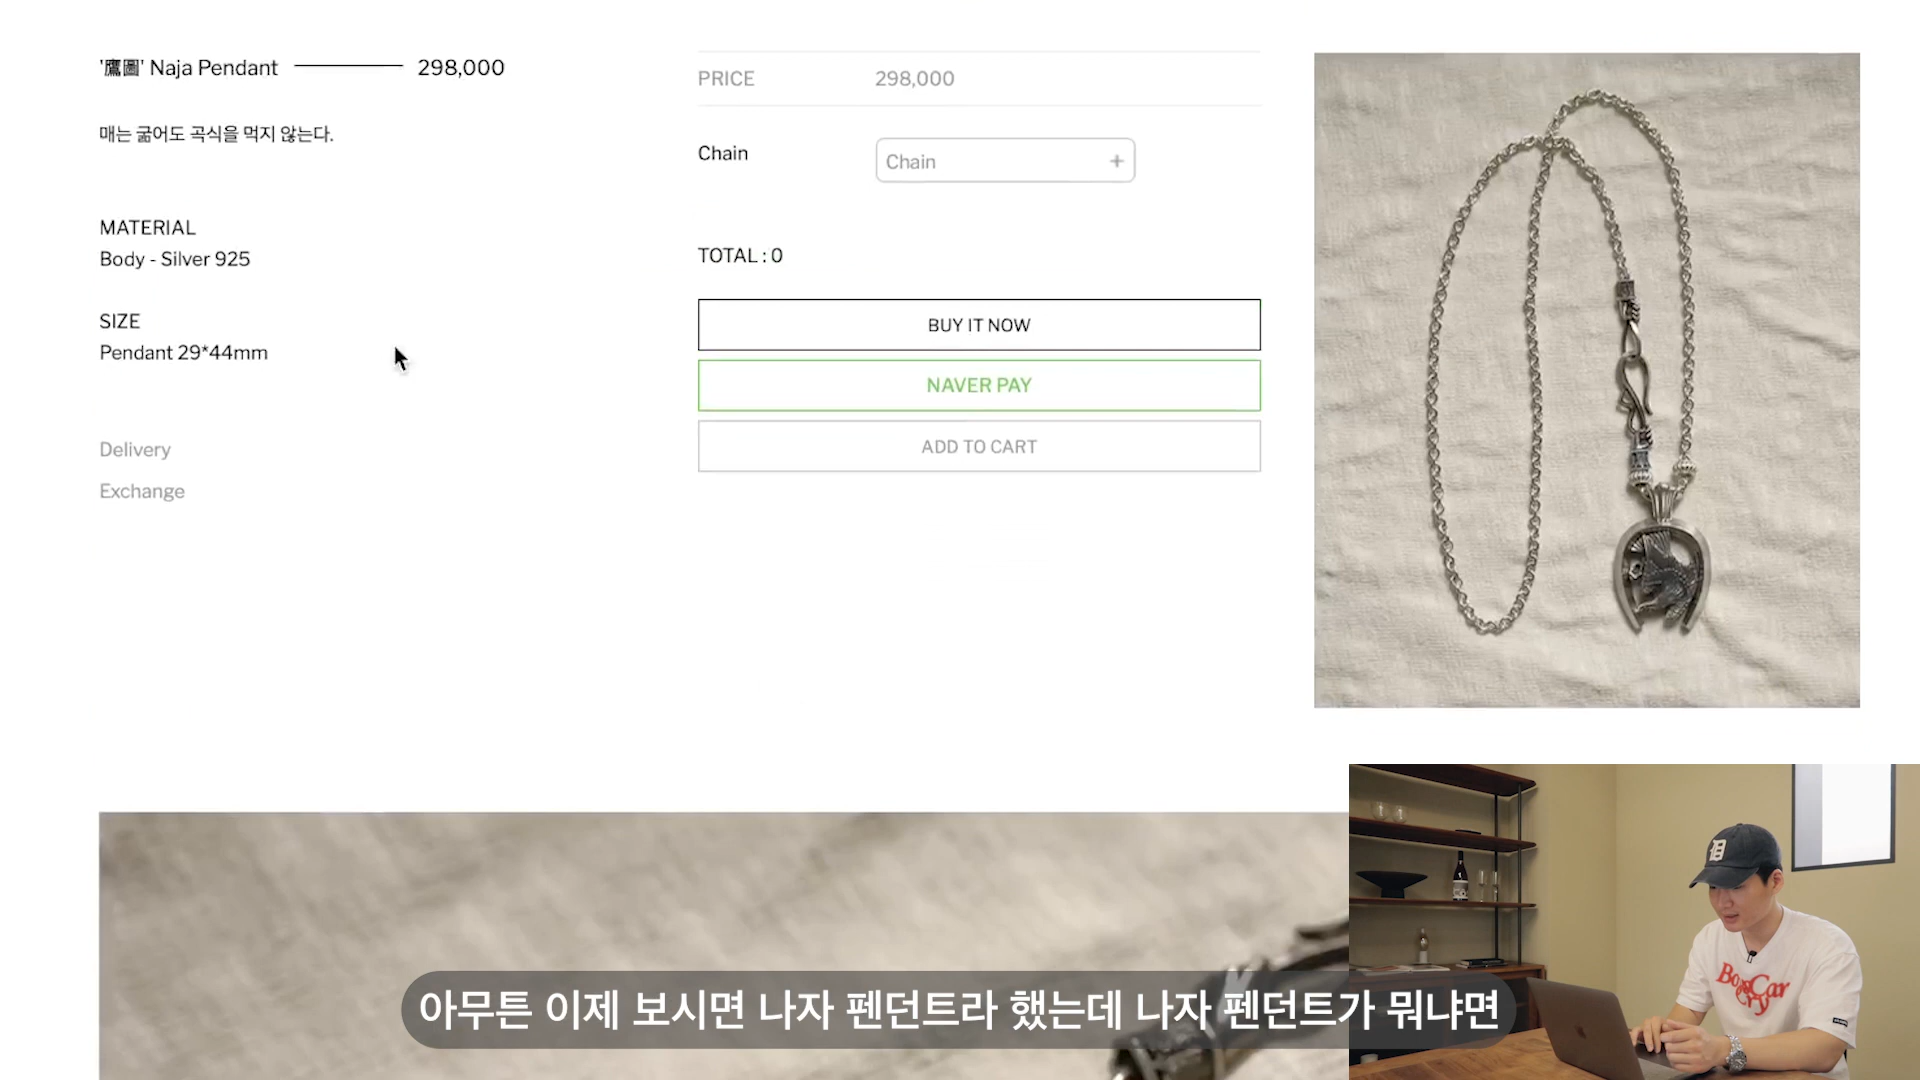 '鷹圖' Naja Pendant 298,000
매는 굶어도 곡식을 먹지 않는다.
MATERIAL
Body - Silver 925
SIZE
Pendant 29*44mm
Delivery
Exchange
PRICE 298,000
Chain Chain +
TOTAL : 0
BUY IT NOW
NAVER PAY
ADD TO CART
아무튼 이제 보시면 나자 펜던트라 했는데 나자 펜던트가 뭐냐면